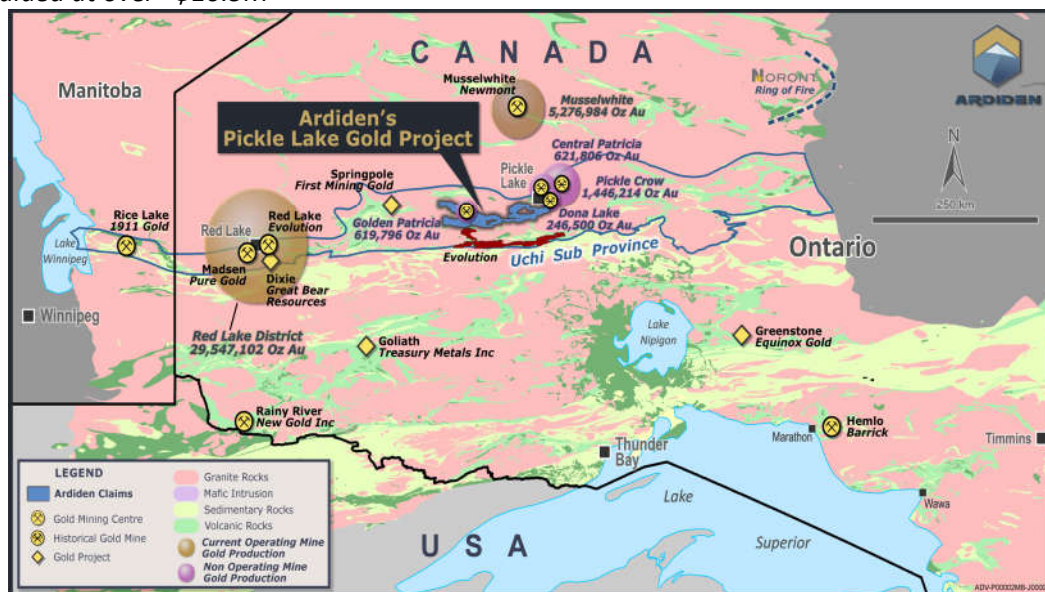 C A N A D A
Manitoba
Musselwhite
Newmont
Musselwhite
5,276,984 Oz Au
NORONT
Ring of Fire
ARDIDEN
Ardiden's
Pickle Lake Gold Project
Central Patricia
621,806 Oz Au
Pickle
Lake
Pickle Crow
1,446,214 Oz Au
Dona Lake
246,500 Oz Au
Springpole
First Mining Gold
Golden Patricia
619,796 Oz Au
N
250 km
Rice Lake
1911 Gold
Red Lake
Red Lake
Evolution
Madsen
Pure Gold
Dixie
Great Bear
Resources
Evolution
Uchi Sub Province
Ontario
Lake
Winnipeg
Winnipeg
Red Lake District
29,547,102 Oz Au
Goliath
Treasury Metals Inc
Lake
Nipigon
Greenstone
Equinox Gold
Rainy River
New Gold Inc
Thunder
Bay
Marathon
Hemlo
Barrick
Timmins
Wawa
Lake
Superior
U S A
LEGEND
Ardiden Claims
Gold Mining Centre
Historical Gold Mine
Gold Project
Granite Rocks
Mafic Intrusion
Sedimentary Rocks
Volcanic Rocks
Current Operating Mine
Gold Production
Non Operating Mine
Gold Production